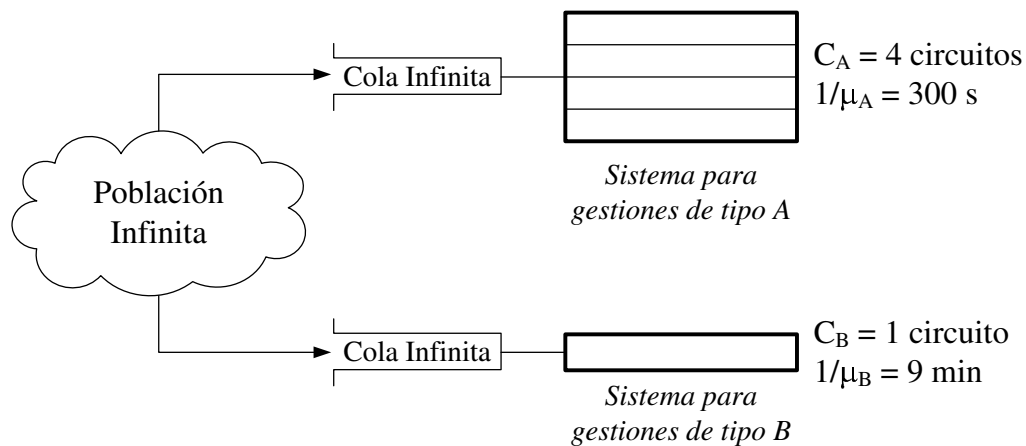 Cola Infinita
C_A = 4 circuitos
1/μ_A = 300 s
Sistema para
gestiones de tipo A
Población
Infinita
Cola Infinita
C_B = 1 circuito
1/μ_B = 9 min
Sistema para
gestiones de tipo B